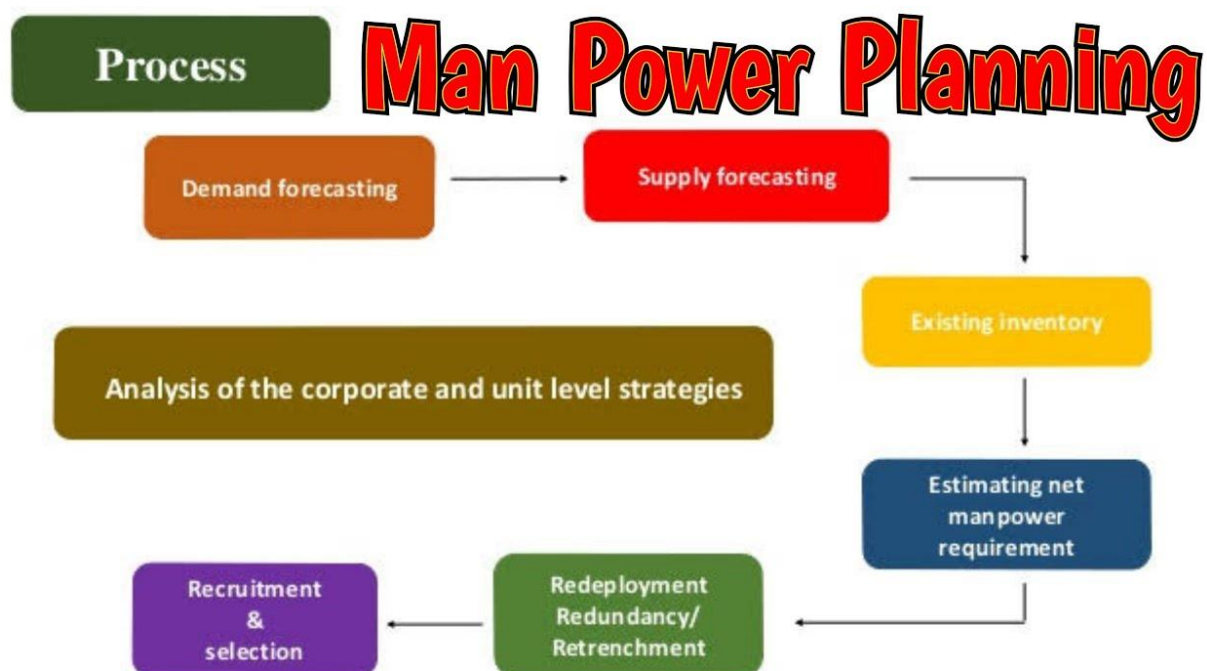 Process
Man Power Planning
Demand forecasting
Supply forecasting
Existing inventory
Analysis of the corporate and unit level strategies
Estimating net
manpower
requirement
Redeployment
Redundancy/
Retrenchment
Recruitment
&
selection